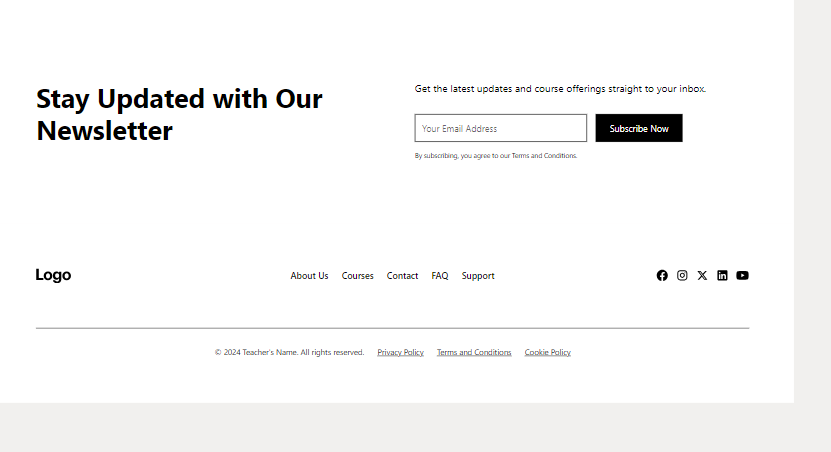 Stay Updated with Our
Newsletter
Get the latest updates and course offerings straight to your inbox.
Your Email Address
Subscribe Now
By subscribing, you agree to our Terms and Conditions.
Logo
About Us Courses Contact FAQ Support
© 2024 Teacher's Name. All rights reserved. Privacy Policy Terms and Conditions Cookie Policy